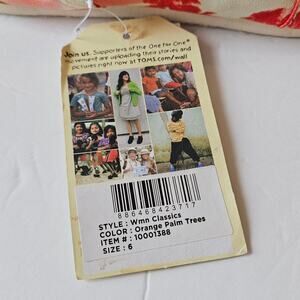 Join us. Supporters of the One for One
movement are uploading their stories and
pictures right now at TOMS.com/wall
886468423717
STYLE : Wmn Classics
COLOR : Orange Palm Trees
ITEM # : 10001388
SIZE : 6